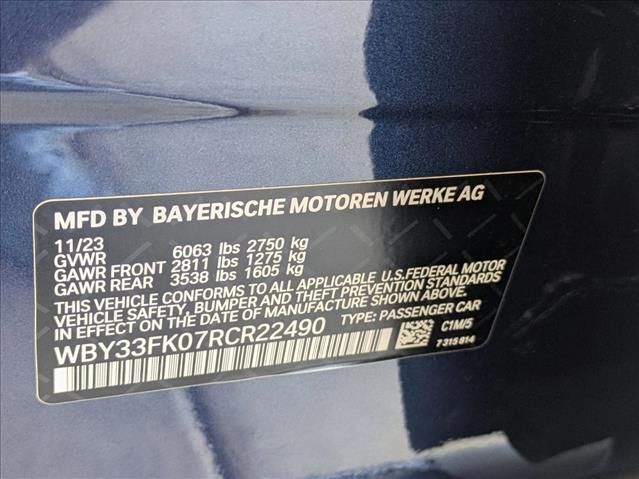 MFD BY BAYERISCHE MOTOREN WERKE AG
11/23
GVWR 6063 lbs 2750 kg
GAWR FRONT 2811 lbs 1275 kg
GAWR REAR 3538 lbs 1605 kg
THIS VEHICLE CONFORMS TO ALL APPLICABLE U.S.FEDERAL MOTOR
VEHICLE SAFETY, BUMPER AND THEFT PREVENTION STANDARDS
IN EFFECT ON THE DATE OF MANUFACTURE SHOWN ABOVE.
WBY33FK07RCR22490 TYPE: PASSENGER CAR
C1M/5
7 315 814